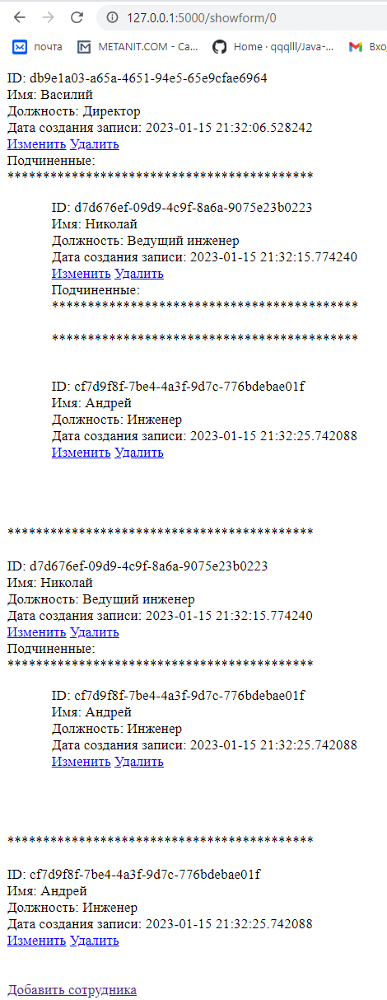 127.0.0.1:5000/showform/0
почта METANIT.COM - Са... Home · qqqlll/Java-... Вхо
ID: db9e1a03-a65a-4651-94e5-65e9cfae6964
Имя: Василий
Должность: Директор
Дата создания записи: 2023-01-15 21:32:06.528242
Изменить Удалить
Подчиненные:
*******************************************
ID: d7d676ef-09d9-4c9f-8a6a-9075e23b0223
Имя: Николай
Должность: Ведущий инженер
Дата создания записи: 2023-01-15 21:32:15.774240
Изменить Удалить
Подчиненные:
*******************************************
*******************************************
ID: cf7d9f8f-7be4-4a3f-9d7c-776bdebae01f
Имя: Андрей
Должность: Инженер
Дата создания записи: 2023-01-15 21:32:25.742088
Изменить Удалить
*******************************************
ID: d7d676ef-09d9-4c9f-8a6a-9075e23b0223
Имя: Николай
Должность: Ведущий инженер
Дата создания записи: 2023-01-15 21:32:15.774240
Изменить Удалить
Подчиненные:
*******************************************
ID: cf7d9f8f-7be4-4a3f-9d7c-776bdebae01f
Имя: Андрей
Должность: Инженер
Дата создания записи: 2023-01-15 21:32:25.742088
Изменить Удалить
*******************************************
ID: cf7d9f8f-7be4-4a3f-9d7c-776bdebae01f
Имя: Андрей
Должность: Инженер
Дата создания записи: 2023-01-15 21:32:25.742088
Изменить Удалить
Добавить сотрудника